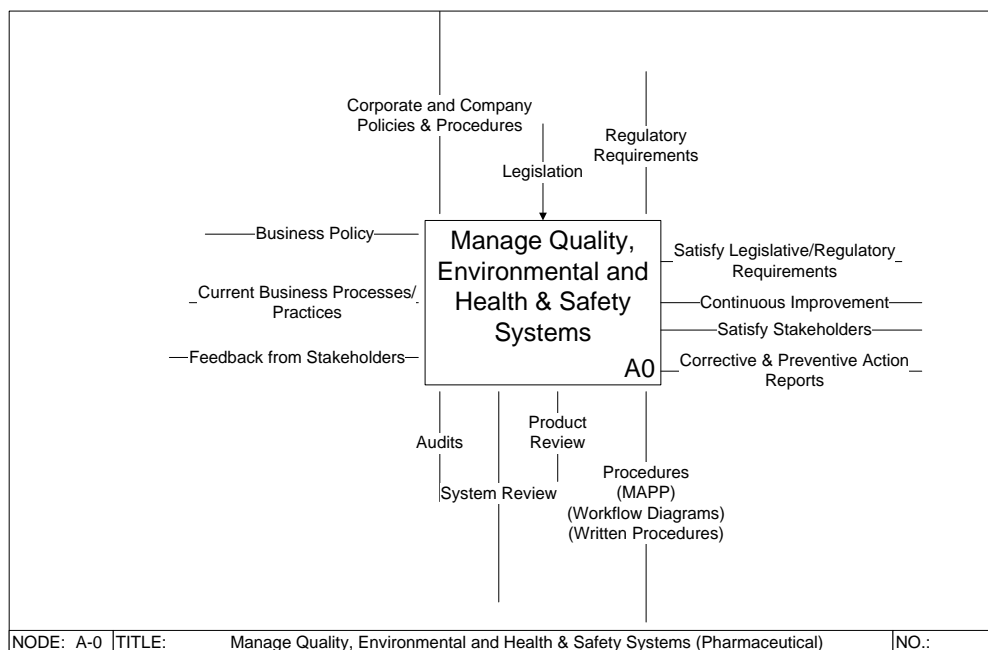 Corporate and Company
Policies & Procedures
Regulatory
Requirements
Legislation
Business Policy
Current Business Processes/
Practices
Feedback from Stakeholders
Manage Quality,
Environmental and
Health & Safety
Systems
A0
Satisfy Legislative/Regulatory
Requirements
Continuous Improvement
Satisfy Stakeholders
Corrective & Preventive Action
Reports
Audits
System Review
Product
Review
Procedures
(MAPP)
(Workflow Diagrams)
(Written Procedures)
NODE: A-0 TITLE: Manage Quality, Environmental and Health & Safety Systems (Pharmaceutical) NO.: